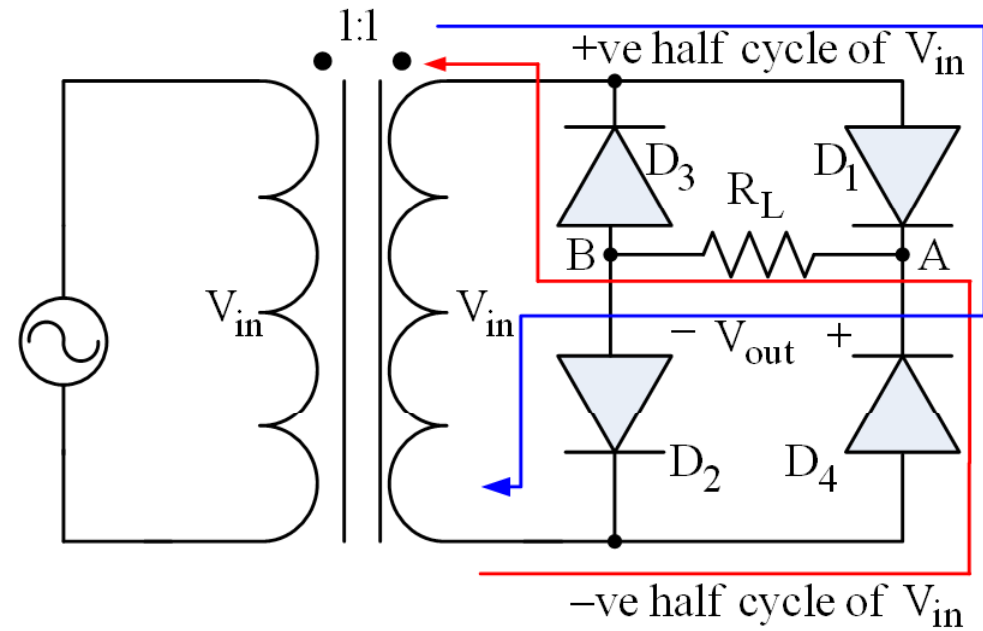 1:1
+ve half cycle of Vin
D3
D1
RL
B
A
Vin
Vin
− Vout +
D2
D4
−ve half cycle of Vin